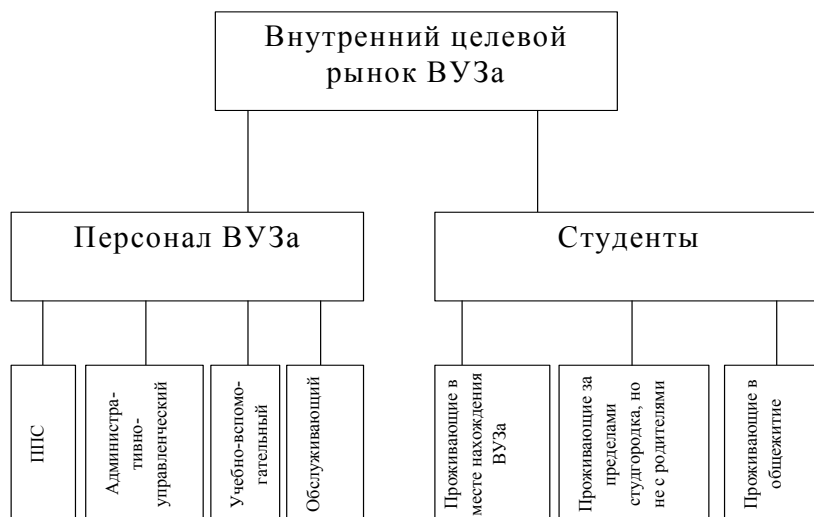 Внутренний целевой
рынок ВУЗа
Персонал ВУЗа
Студенты
ППС
Администра-
тивно-
управленческий
Учебно-вспомо-
гательный
Обслуживающий
Проживающие в
месте нахождения
ВУЗа
Проживающие за
пределами
студгородка, но
не с родителями
Проживающие в
общежитие